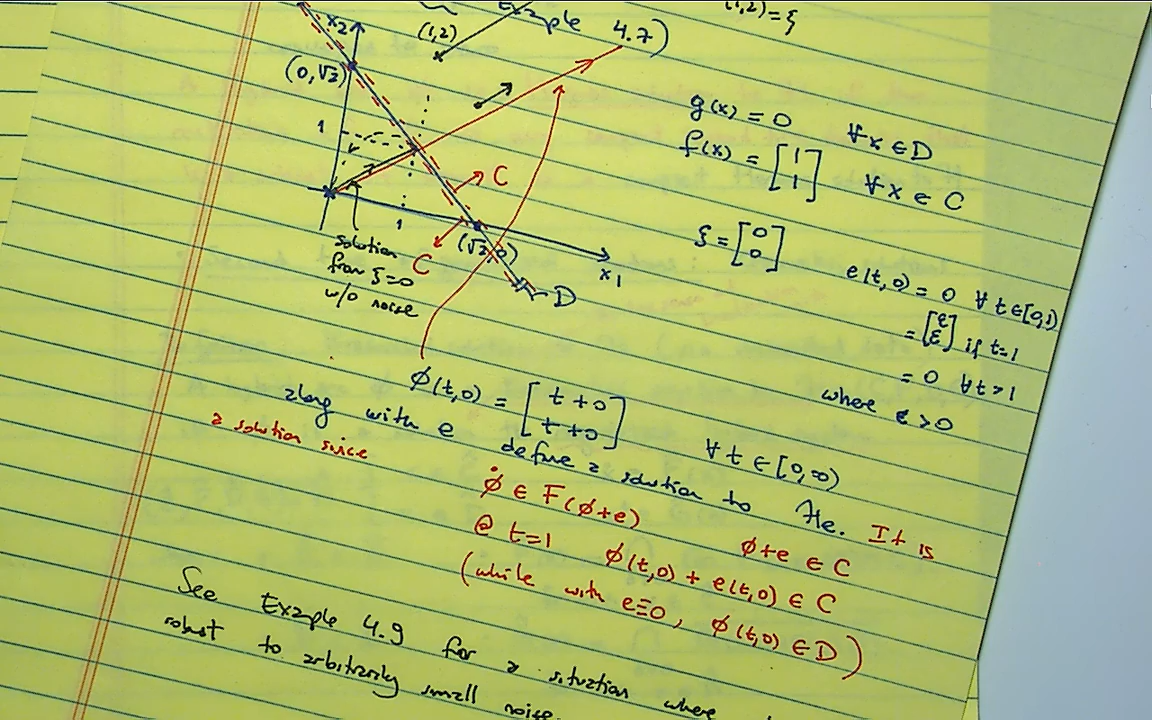 Example 4.7)
(1,2)={
x2
(1,2)
(0,√2)
1
C
1
(√2,0)
x1
C
D
solution
from ξ=0
w/o noise
g(x) = 0 ∀x ∈ D
f(x) = [1 1] ∀x ∈ C
ξ = [0 0]
e(t,0) = 0 ∀ t∈[0,1)
= [ε ε] if t=1
= 0 ∀t>1
where ε>0
φ(t,0) = [t+0 t+0] ∀ t ∈ [0,∞)
along with e define a solution to He. It is
a solution since
φ̇ ∈ F(φ+e) φ+e ∈ C
@ t=1 φ(t,0) + e(t,0) ∈ C
(while with e≡0, φ(t,0) ∈ D)
See Example 4.9 for a situation where
robust to arbitrarily small noise.